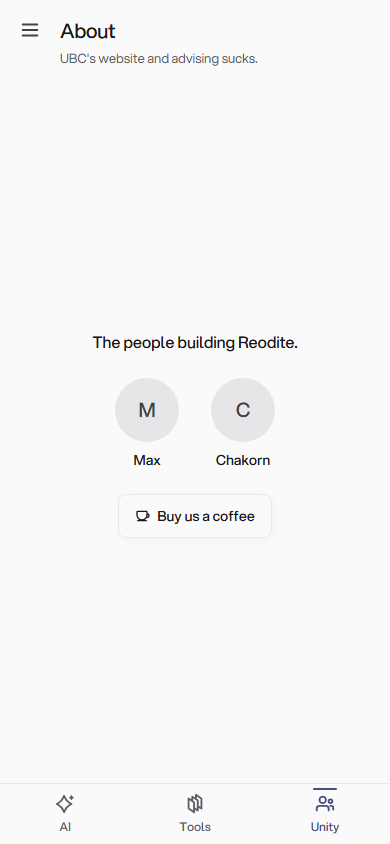 About
UBC's website and advising sucks.
The people building Reodite.
M
C
Max
Chakorn
Buy us a coffee
AI
Tools
Unity